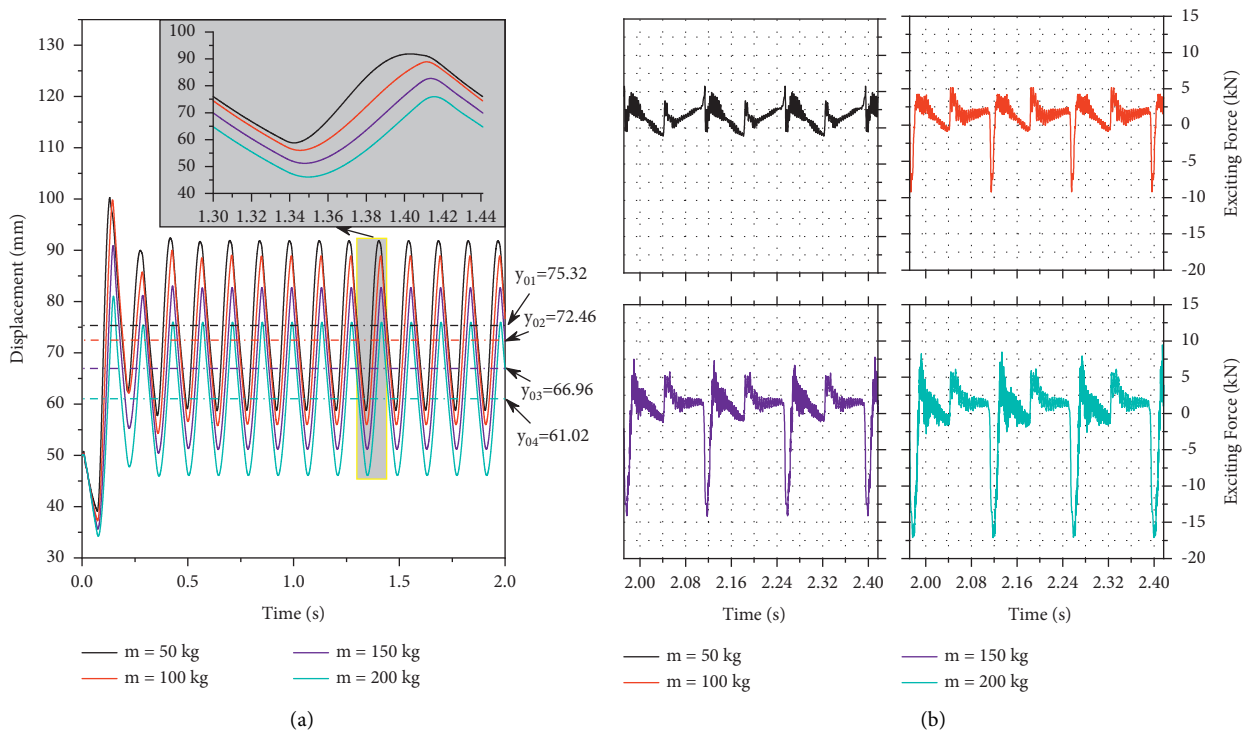 135
120
105
90
80
70
60
50
40
30
Displacement (mm)
0.0 0.5 1.0 1.5 2.0
Time (s)
100
90
80
70
60
50
40
1.30 1.32 1.34 1.36 1.38 1.40 1.42 1.44
y01=75.32
y02=72.46
y03=66.96
y04=61.02
m = 50 kg
m = 100 kg
m = 150 kg
m = 200 kg
(a)
15
10
5
0
-5
-10
-15
-20
Exciting Force (kN)
15
10
5
0
-5
-10
-15
-20
Exciting Force (kN)
2.00 2.08 2.16 2.24 2.32 2.40
Time (s)
2.00 2.08 2.16 2.24 2.32 2.40
Time (s)
m = 50 kg
m = 100 kg
m = 150 kg
m = 200 kg
(b)